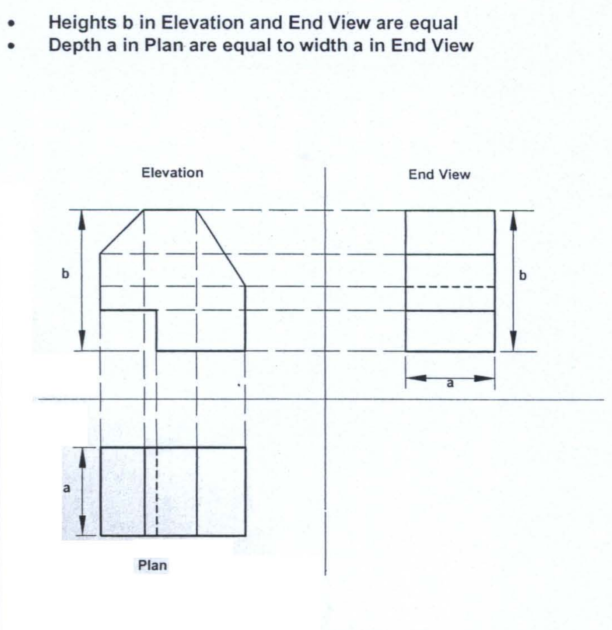 • Heights b in Elevation and End View are equal
• Depth a in Plan are equal to width a in End View
Elevation
End View
b
b
a
a
Plan